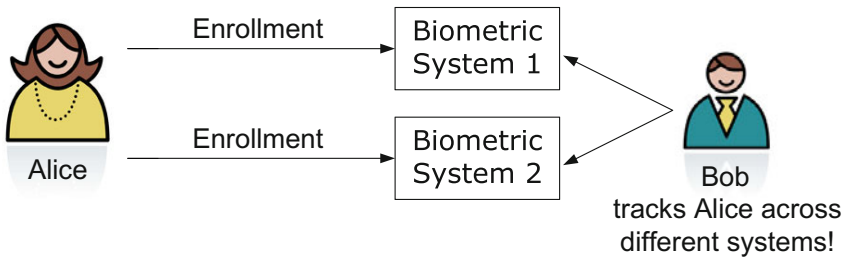 Enrollment
Biometric
System 1
Enrollment
Biometric
System 2
Alice
Bob
tracks Alice across
different systems!